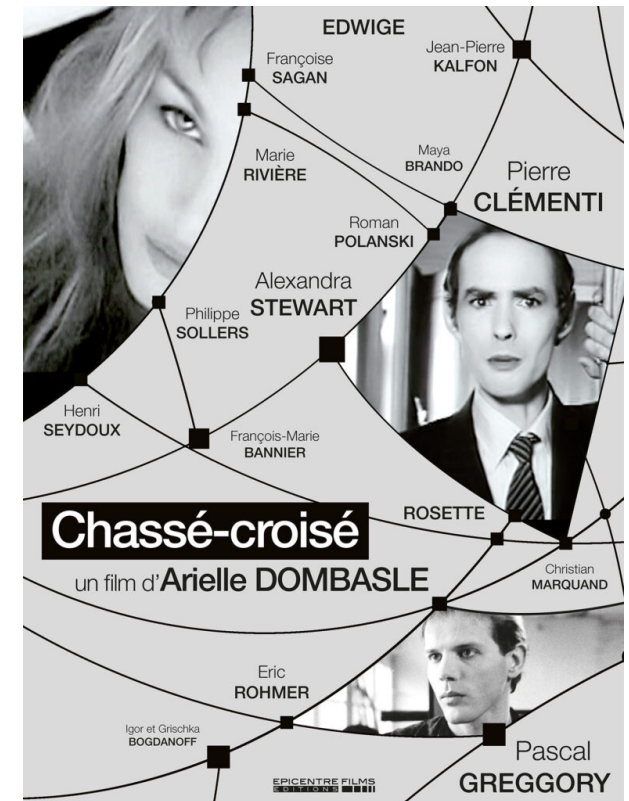 EDWIGE
Jean-Pierre
KALFON
Françoise
SAGAN
Marie
RIVIÈRE
Maya
BRANDO
Pierre
CLÉMENTI
Roman
POLANSKI
Alexandra
STEWART
Philippe
SOLLERS
Henri
SEYDOUX
François-Marie
BANNIER
ROSETTE
Chassé-croisé
un film d'Arielle DOMBASLE
Christian
MARQUAND
Eric
ROHMER
Igor et Grischka
BOGDANOFF
Pascal
GREGGORY
EPICENTRE FILMS
EDITIONS